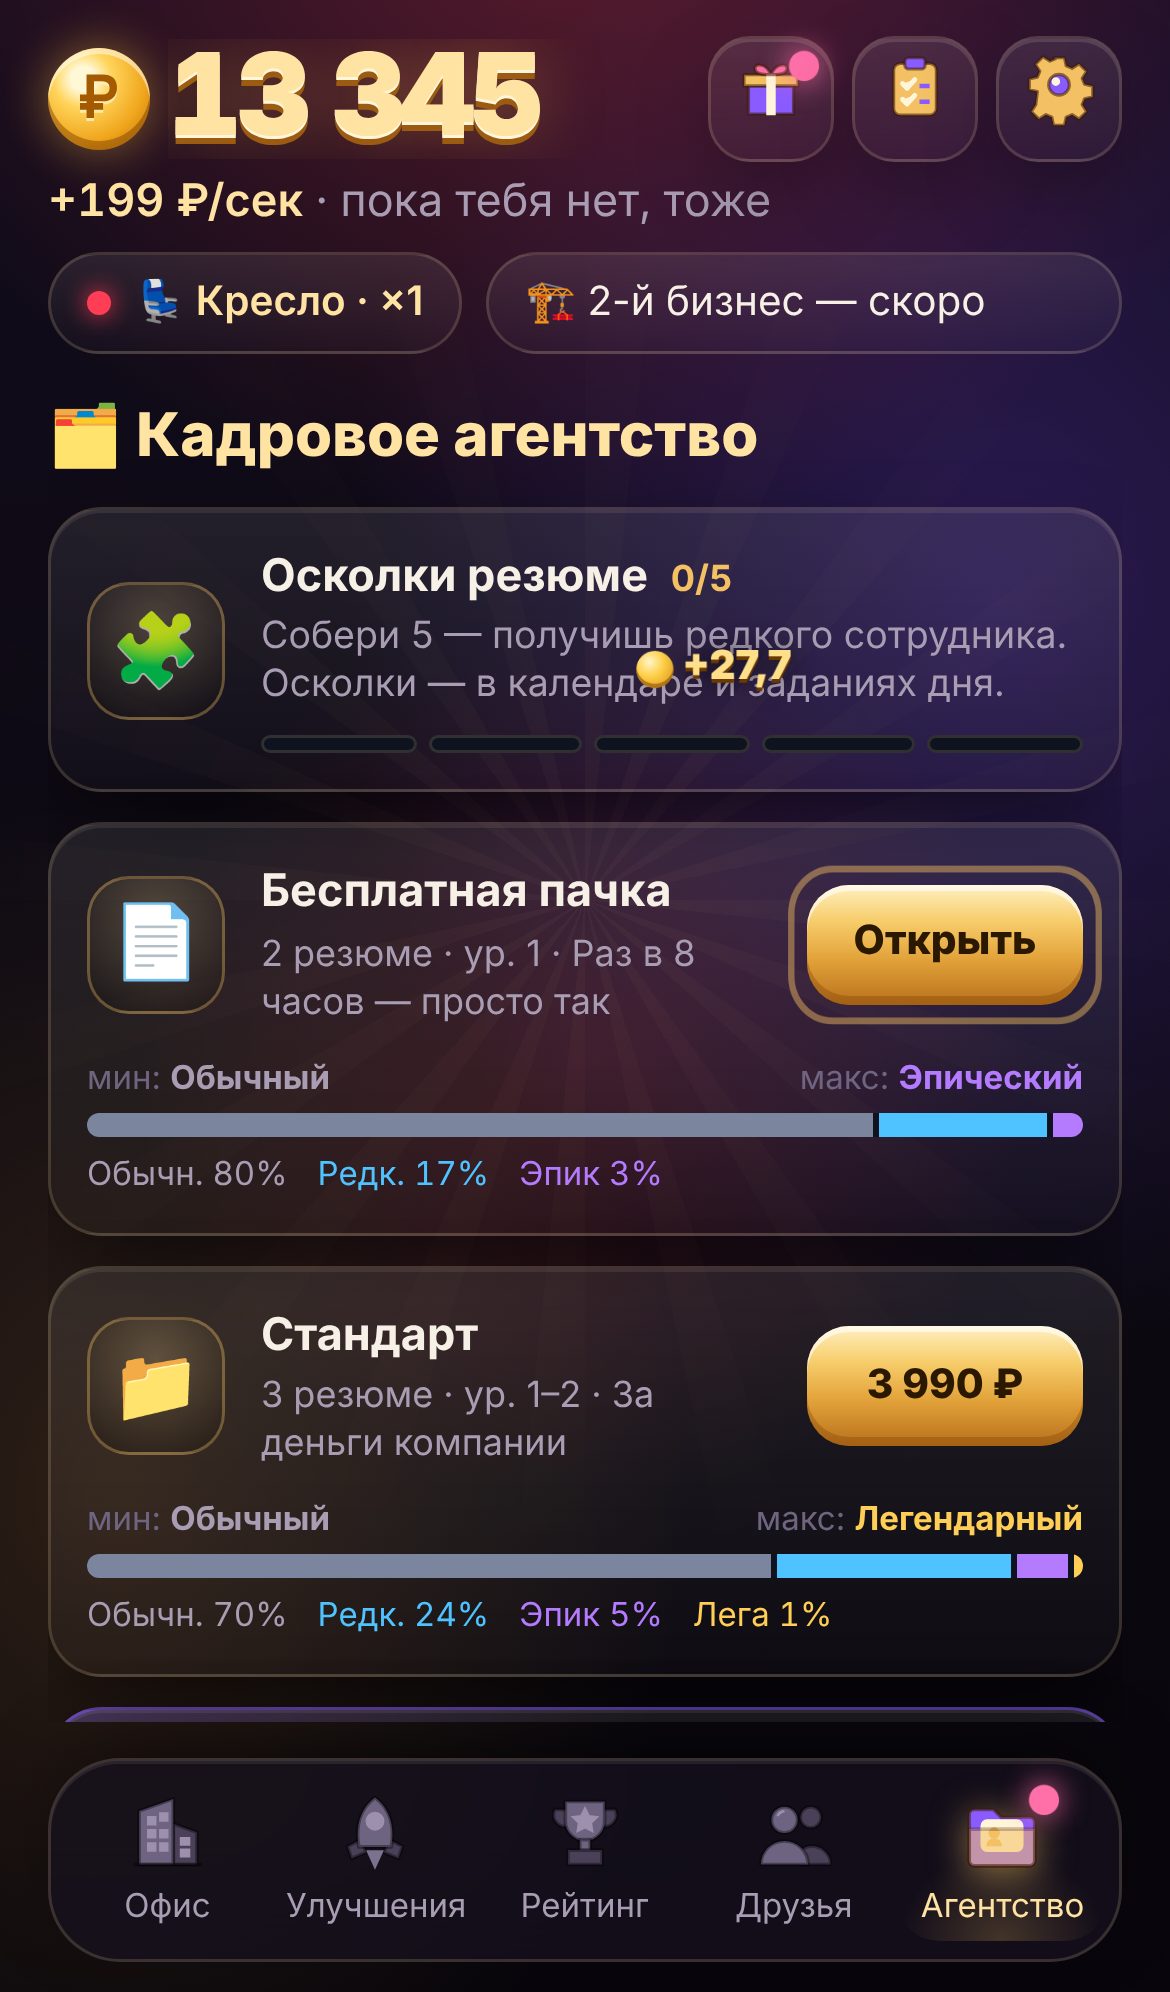 ₽ 13 345
+199 ₽/сек · пока тебя нет, тоже
Кресло · ×1
2-й бизнес — скоро
Кадровое агентство
Осколки резюме 0/5
Собери 5 — получишь редкого сотрудника.
+27,7
Осколки — в календаре и заданиях дня.
Бесплатная пачка
2 резюме · ур. 1 · Раз в 8
часов — просто так
Открыть
мин: Обычный
макс: Эпический
Обычн. 80% Редк. 17% Эпик 3%
Стандарт
3 резюме · ур. 1–2 · За
деньги компании
3 990 ₽
мин: Обычный
макс: Легендарный
Обычн. 70% Редк. 24% Эпик 5% Лега 1%
Офис
Улучшения
Рейтинг
Друзья
Агентство